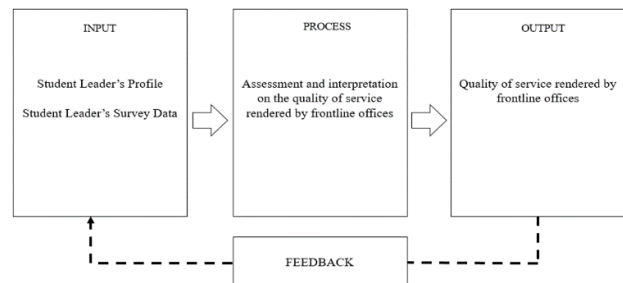 INPUT
Student Leader's Profile
Student Leader's Survey Data
PROCESS
Assessment and interpretation
on the quality of service
rendered by frontline offices
OUTPUT
Quality of service rendered by
frontline offices
FEEDBACK